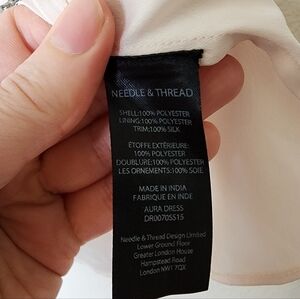 NEEDLE & THREAD
SHELL:100% POLYESTER
LINING:100% POLYESTER
TRIM:100% SILK
ÉTOFFE EXTÉRIEURE:
100% POLYESTER
DOUBLURE:100% POLYESTER
LES ORNEMENTS:100% SOIE
MADE IN INDIA
FABRIQUE EN INDE
AURA DRESS
DR0070SS15
Needle & Thread Design Limited
Lower Ground Floor
Greater London House
Hampstead Road
London NW1 7QX